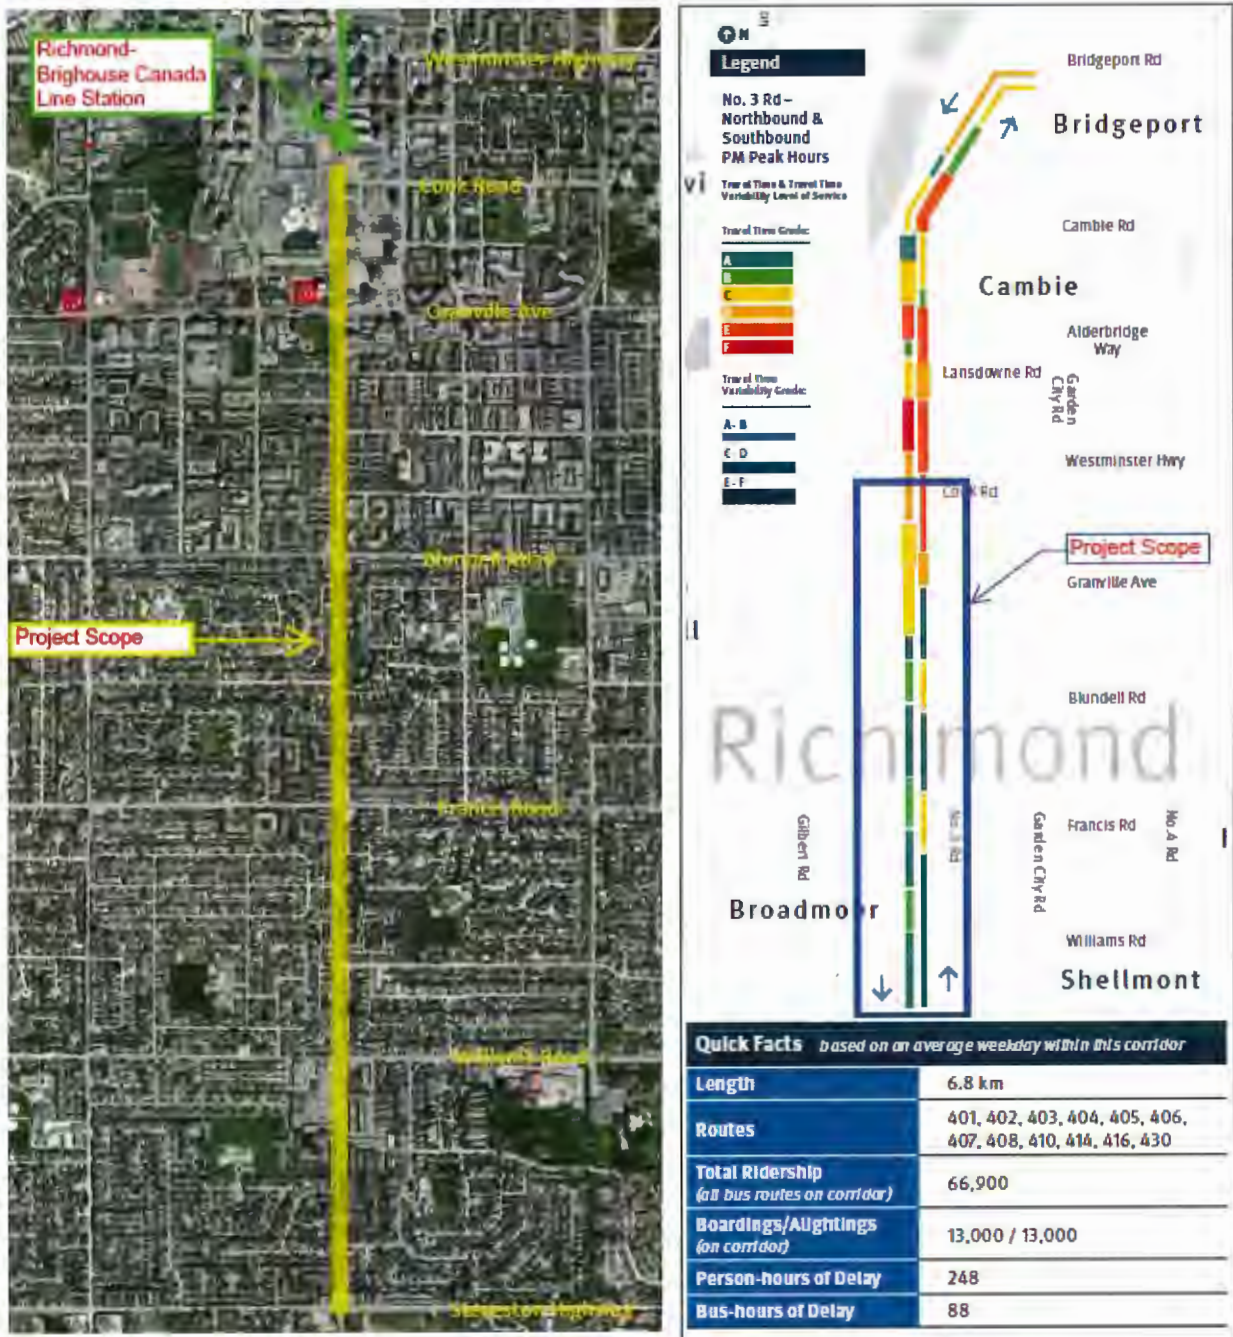 Richmond-
Brighouse Canada
Line Station
Westminster Highway
Cook Road
Granville Ave
Blundell Road
Project Scope
Francis Road
Williams Road
Steveston Highway
N
Legend
No. 3 Rd –
Northbound &
Southbound
PM Peak Hours
Travel Time & Travel Time
Variability Level of Service
Travel Time Grade:
A
B
C
E
F
Travel Time
Variability Grade:
A - B
C - D
E - F
Bridgeport Rd
Bridgeport
Cambie Rd
Cambie
Alderbridge
Way
Lansdowne Rd
Garden
City Rd
Westminster Hwy
Cook Rd
Project Scope
Granville Ave
Blundell Rd
Richmond
Gilbert Rd
No. 3 Rd
Garden City Rd
Francis Rd
No. 4 Rd
Broadmoor
Williams Rd
Shellmont
Quick Facts based on an average weekday within this corridor
Length 6.8 km
Routes 401, 402, 403, 404, 405, 406,
407, 408, 410, 414, 416, 430
Total Ridership
(all bus routes on corridor) 66,900
Boardings/Alightings
(on corridor) 13,000 / 13,000
Person-hours of Delay 248
Bus-hours of Delay 88